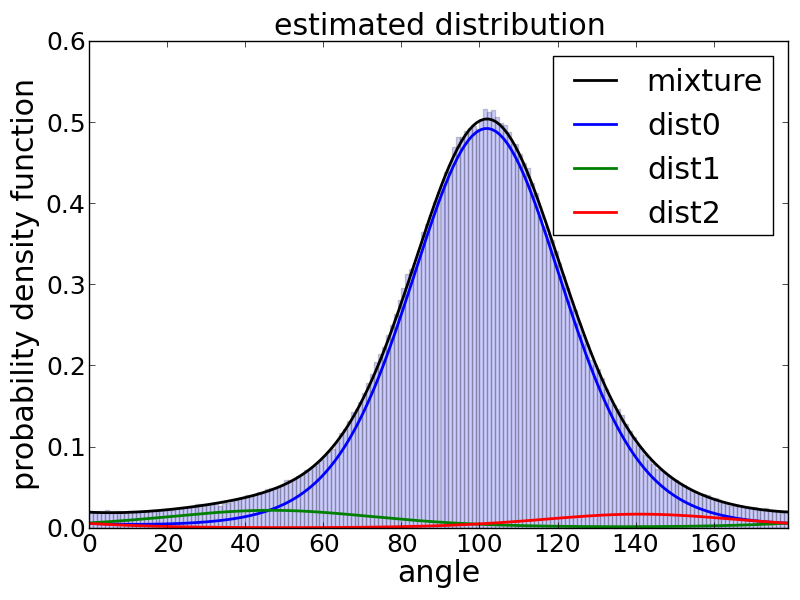 estimated distribution
probability density function
0.6
0.5
0.4
0.3
0.2
0.1
0.0
mixture
dist0
dist1
dist2
0 20 40 60 80 100 120 140 160
angle